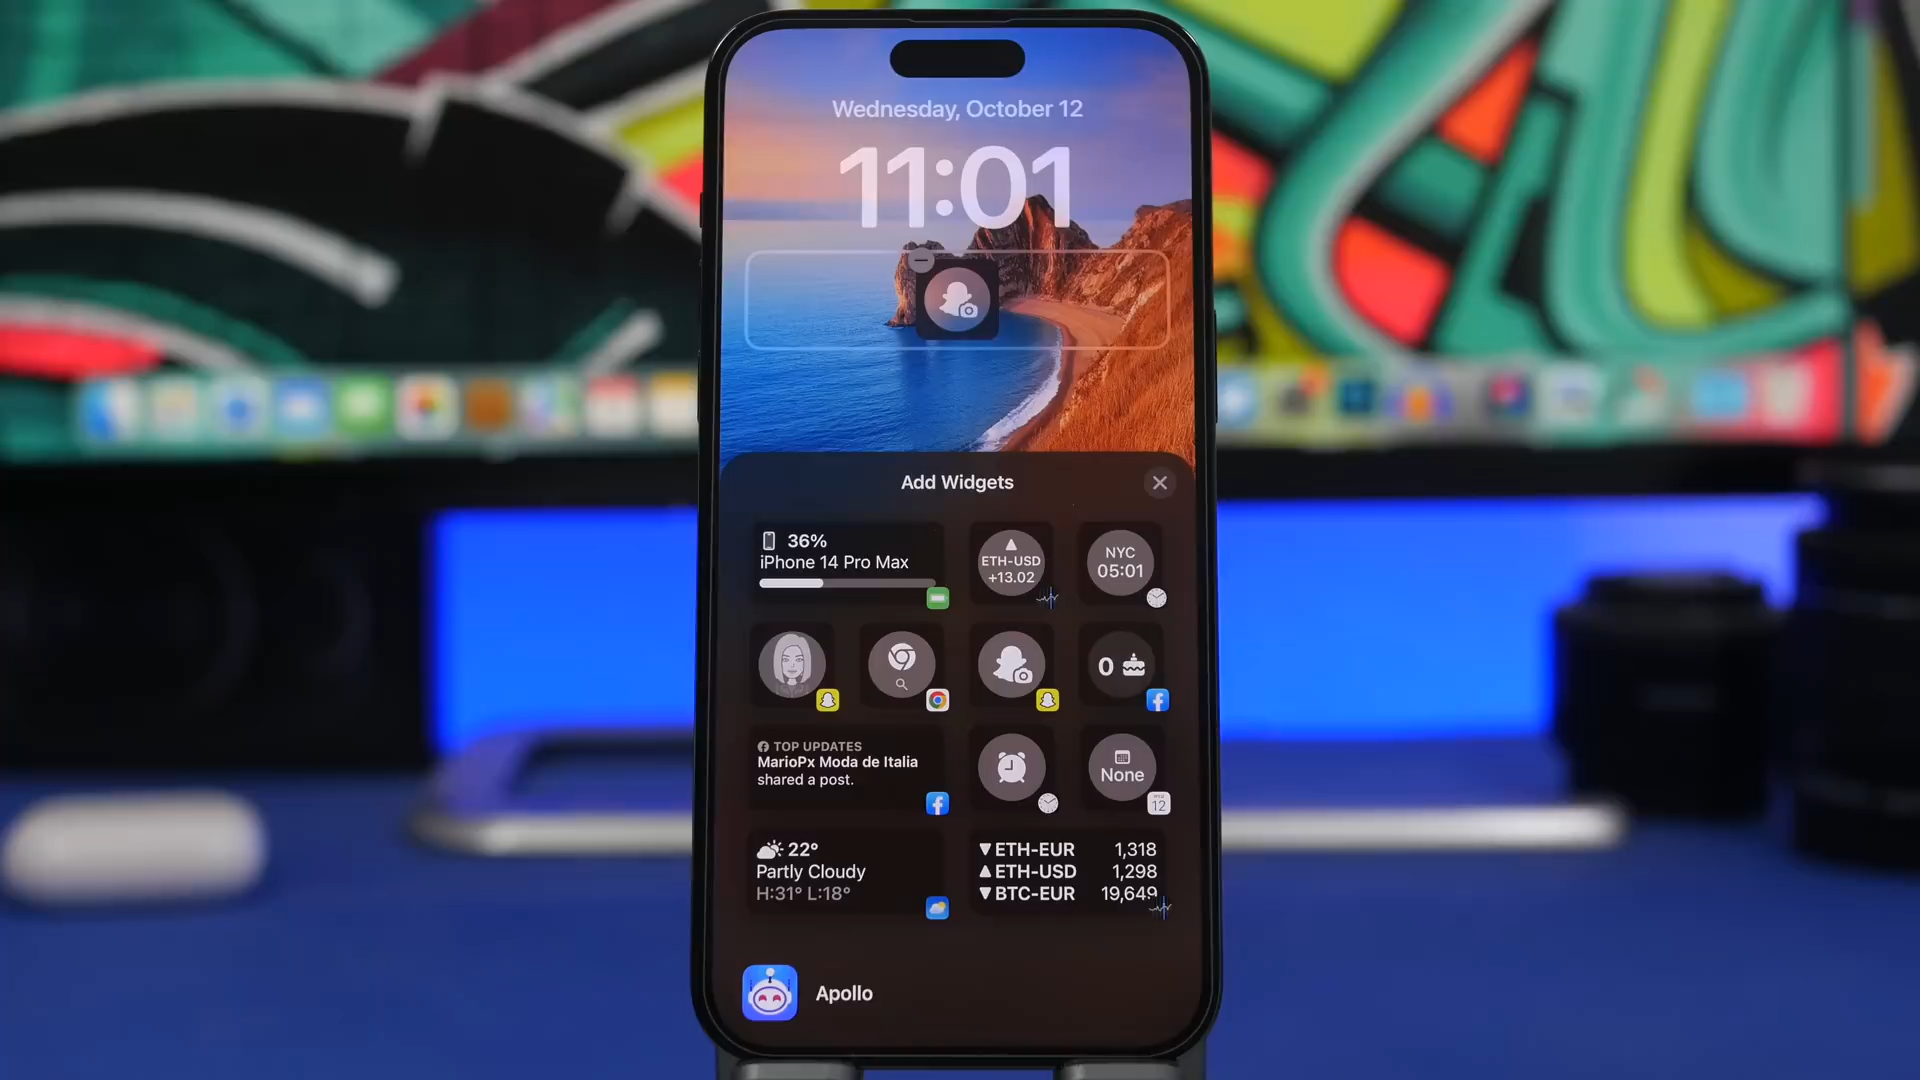 Wednesday, October 12
11:01
Add Widgets
36%
iPhone 14 Pro Max
ETH-USD
+13.02
NYC
05:01
0
TOP UPDATES
MarioPx Moda de Italia
shared a post.
None
12
22°
Partly Cloudy
H:31° L:18°
ETH-EUR 1,318
ETH-USD 1,298
BTC-EUR 19,649
Apollo